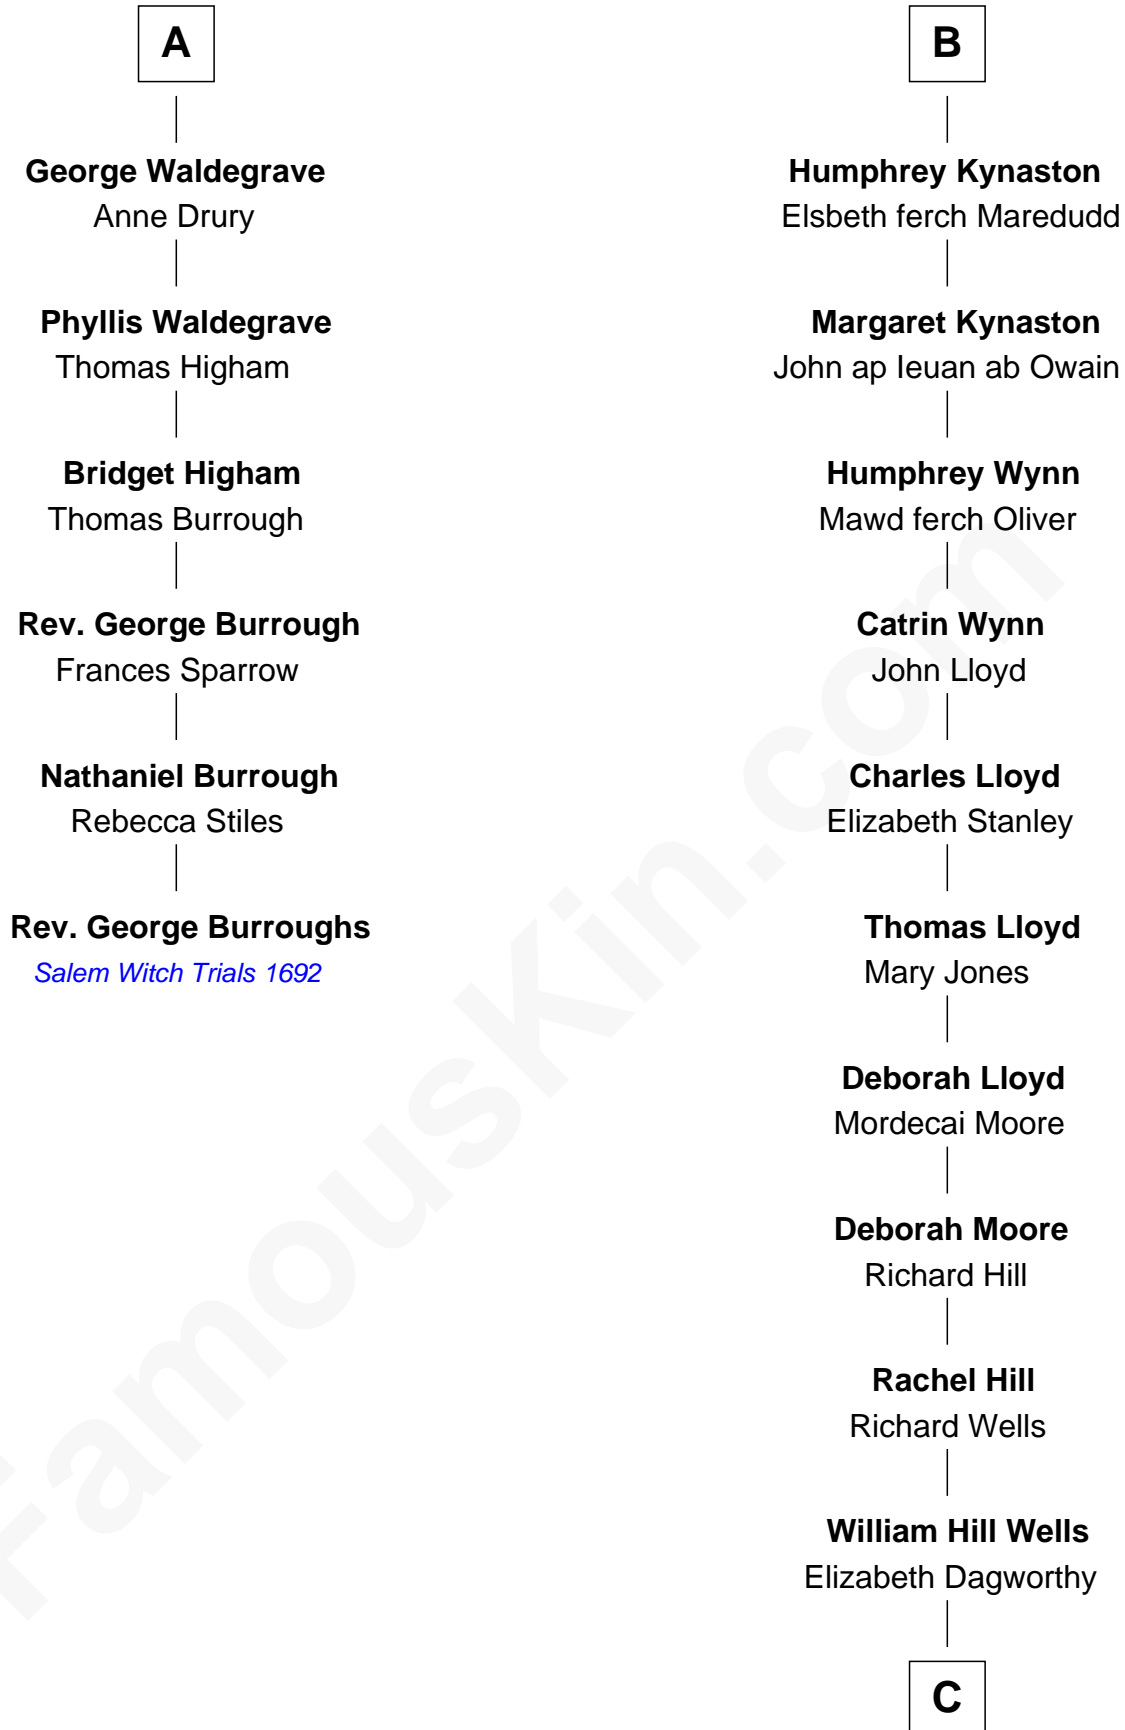 A
George Waldegrave
Anne Drury
Phyllis Waldegrave
Thomas Higham
Bridget Higham
Thomas Burrough
Rev. George Burrough
Frances Sparrow
Nathaniel Burrough
Rebecca Stiles
Rev. George Burroughs
Salem Witch Trials 1692
B
Humphrey Kynaston
Elsbeth ferch Maredudd
Margaret Kynaston
John ap Ieuan ab Owain
Humphrey Wynn
Mawd ferch Oliver
Catrin Wynn
John Lloyd
Charles Lloyd
Elizabeth Stanley
Thomas Lloyd
Mary Jones
Deborah Lloyd
Mordecai Moore
Deborah Moore
Richard Hill
Rachel Hill
Richard Wells
William Hill Wells
Elizabeth Dagworthy
C
FamousKin.com